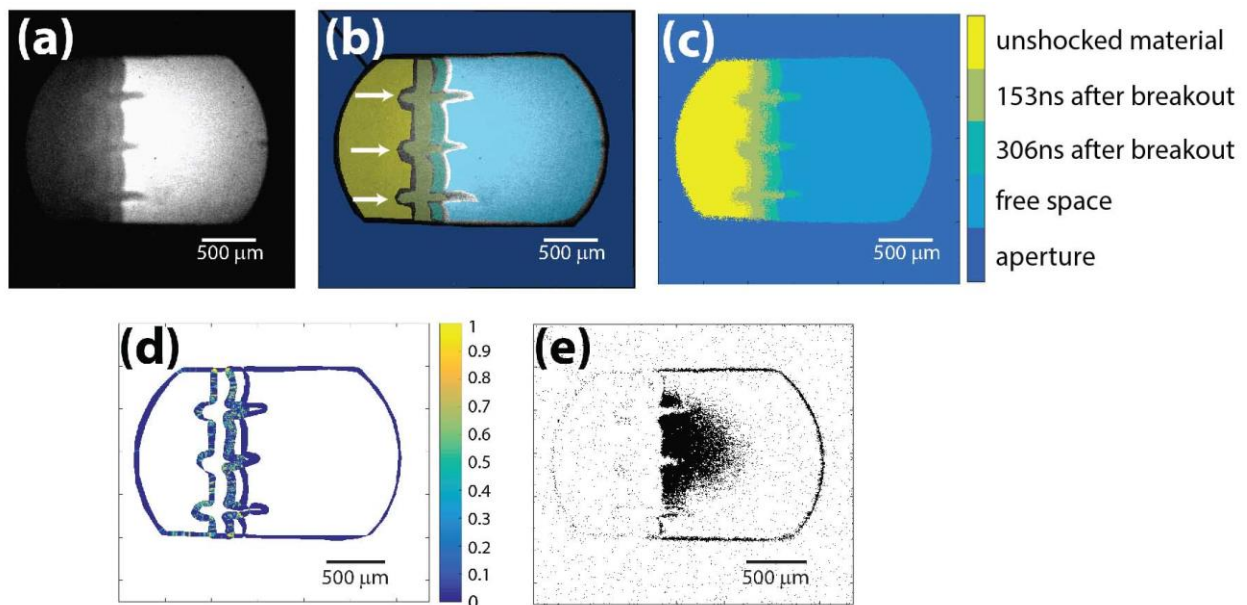 (a)
500 μm
(b)
500 μm
(c)
500 μm
unshocked material
153ns after breakout
306ns after breakout
free space
aperture
(d)
500 μm
1
0.9
0.8
0.7
0.6
0.5
0.4
0.3
0.2
0.1
0
(e)
500 μm